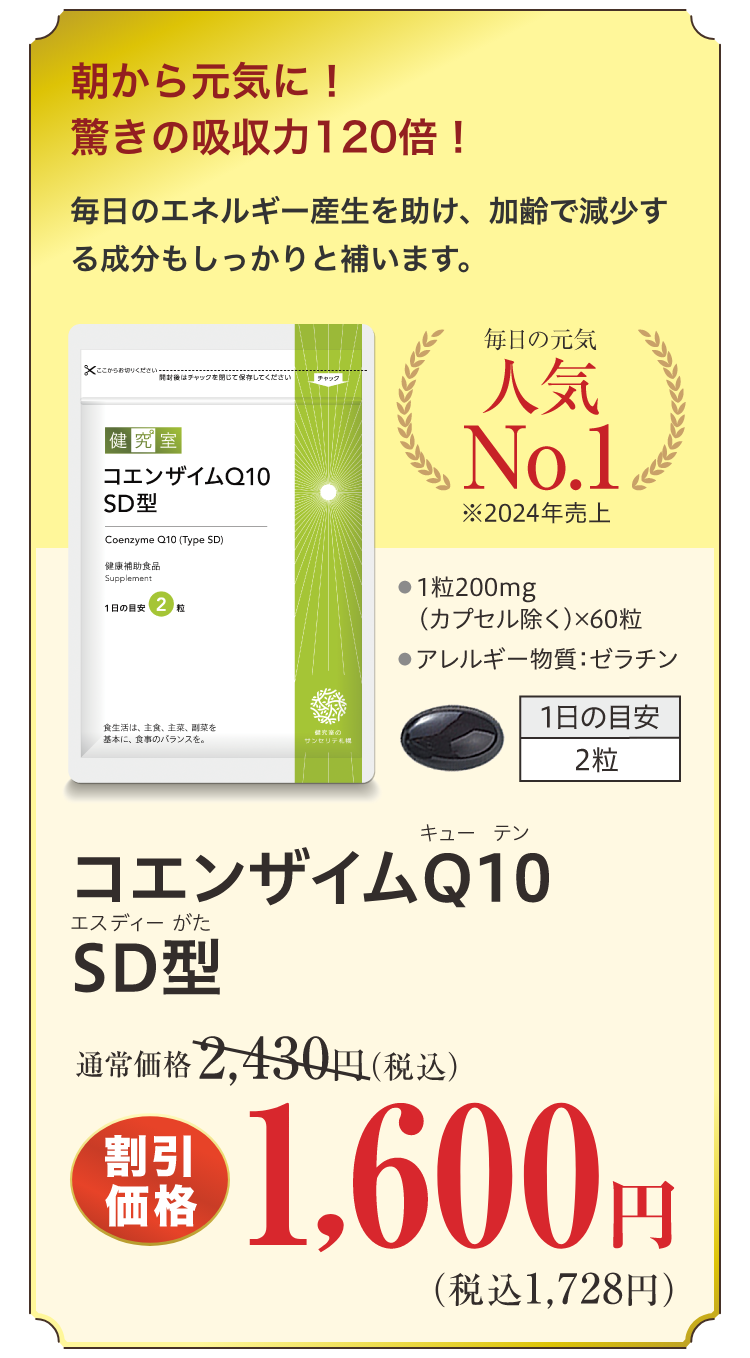 朝から元気に！
驚きの吸収力120倍！
毎日のエネルギー産生を助け、加齢で減少す
る成分もしっかりと補います。
ここからお切りください
開封後はチャックを閉じて保存してください
チャック
健究室
コエンザイムQ10
SD型
Coenzyme Q10 (Type SD)
健康補助食品
Supplement
1日の目安 2 粒
食生活は、主食、主菜、副菜を
基本に、食事のバランスを。
健究室の
サンセリテ札幌
毎日の元気
人気
No.1
※2024年売上
●1粒200mg
（カプセル除く）×60粒
●アレルギー物質：ゼラチン
1日の目安
2粒
キュー テン
コエンザイムQ10
エスディー がた
SD型
通常価格2,430円(税込)
割引
価格
1,600円
(税込1,728円)